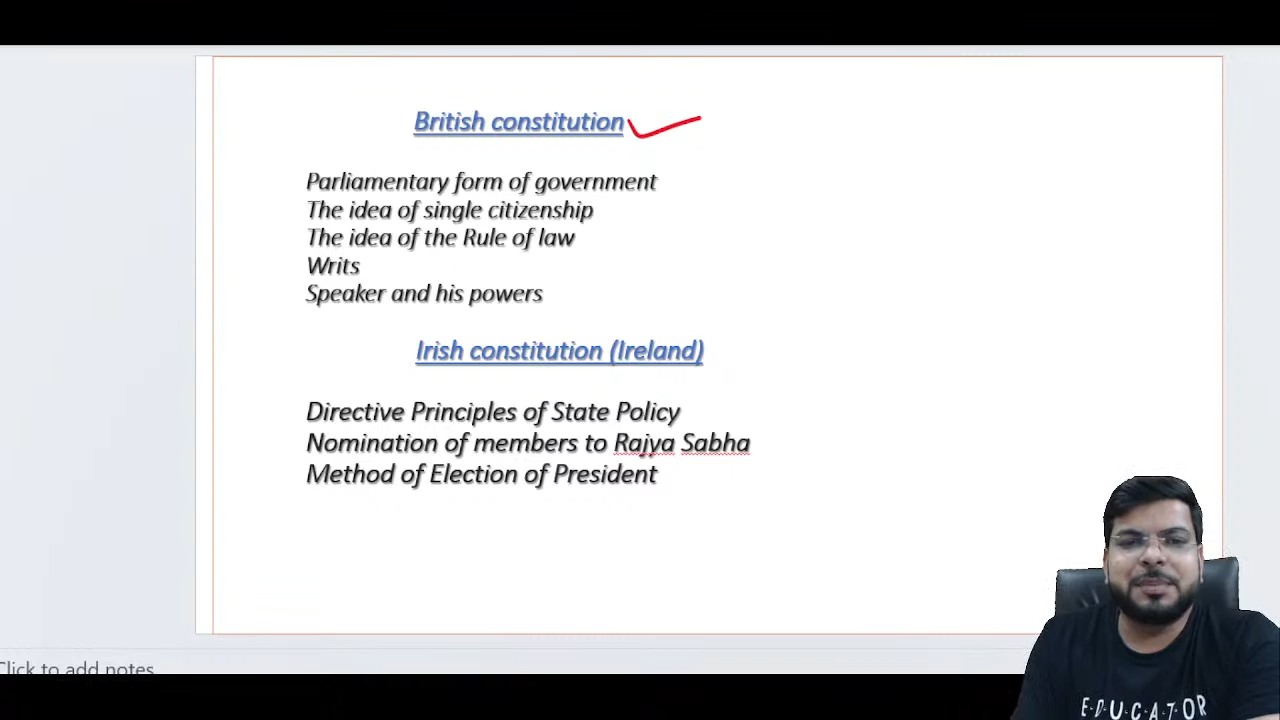 British constitution
Parliamentary form of government
The idea of single citizenship
The idea of the Rule of law
Writs
Speaker and his powers
Irish constitution (Ireland)
Directive Principles of State Policy
Nomination of members to Rajya Sabha
Method of Election of President
Click to add notes
E·D·U·C·A·T·O·R